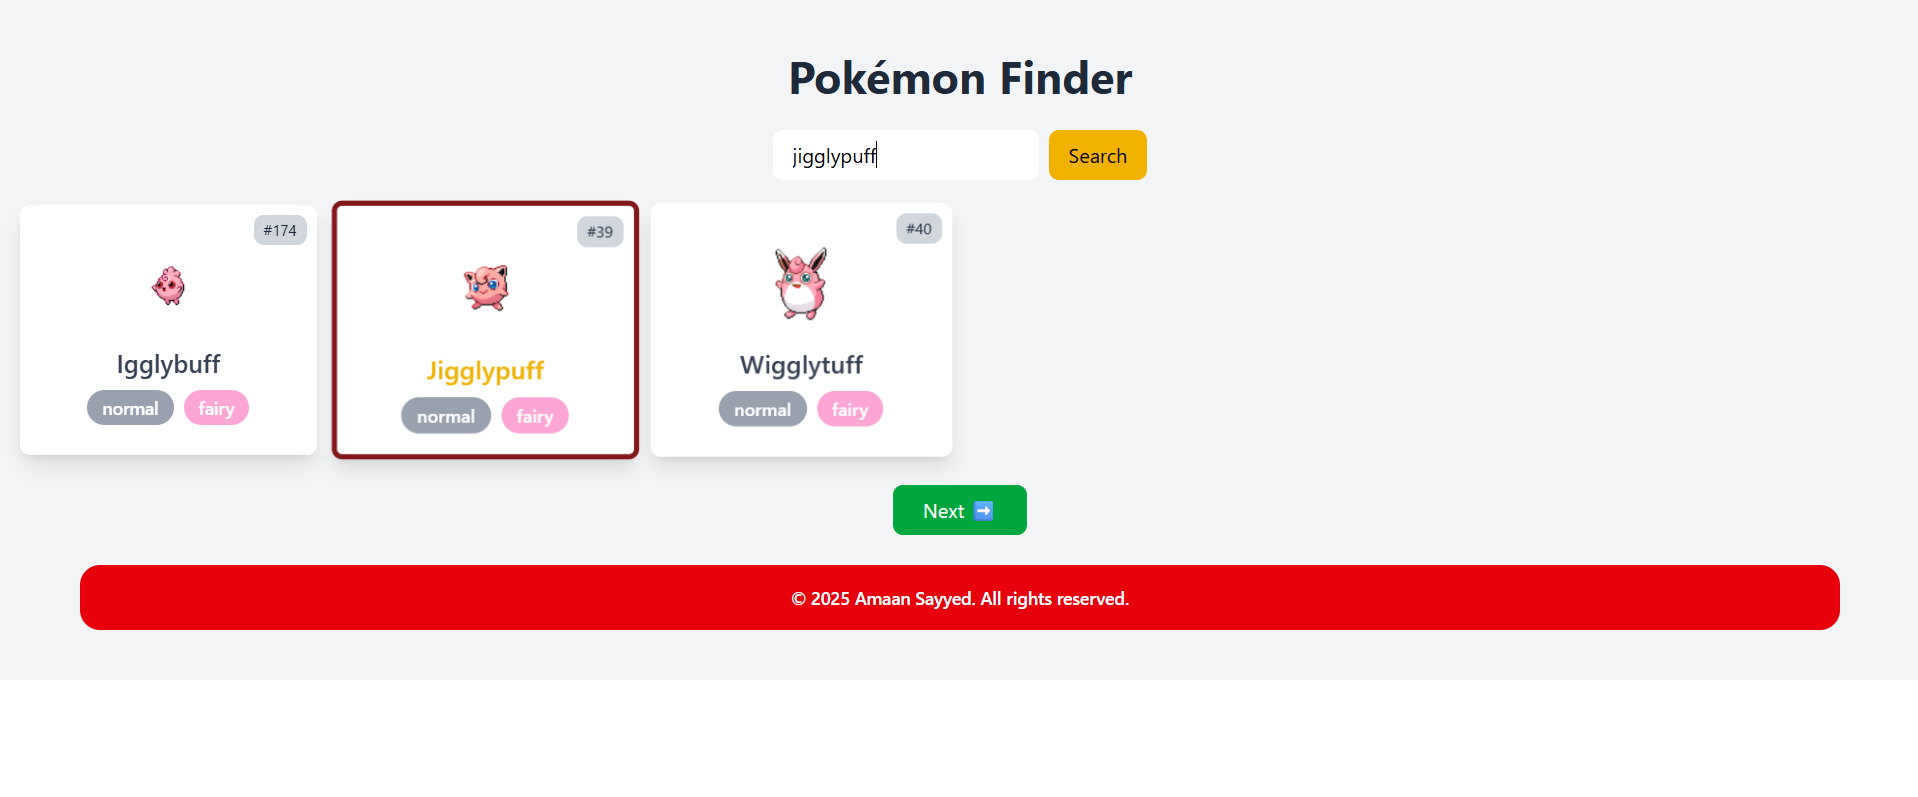 Pokémon Finder
jigglypuff
Search
#174
Igglybuff
normal fairy
#39
Jigglypuff
normal fairy
#40
Wigglytuff
normal fairy
Next ➡️
© 2025 Amaan Sayyed. All rights reserved.